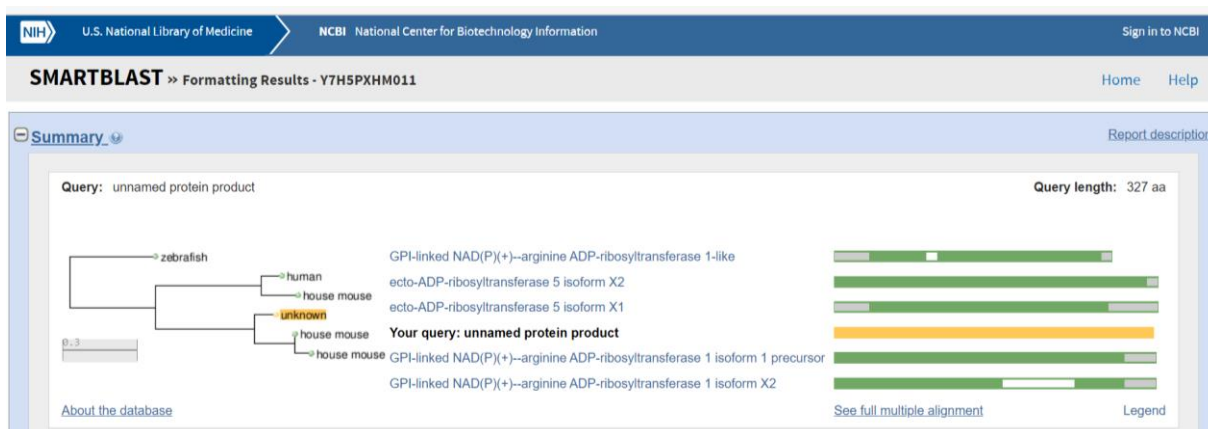 NIH U.S. National Library of Medicine NCBI National Center for Biotechnology Information Sign in to NCBI
SMARTBLAST » Formatting Results - Y7H5PXHM011 Home Help
Summary Report description
Query: unnamed protein product Query length: 327 aa
zebrafish GPI-linked NAD(P)(+)--arginine ADP-ribosyltransferase 1-like
human ecto-ADP-ribosyltransferase 5 isoform X2
house mouse ecto-ADP-ribosyltransferase 5 isoform X1
unknown
house mouse Your query: unnamed protein product
0.3
house mouse GPI-linked NAD(P)(+)--arginine ADP-ribosyltransferase 1 isoform 1 precursor
GPI-linked NAD(P)(+)--arginine ADP-ribosyltransferase 1 isoform X2
About the database See full multiple alignment Legend